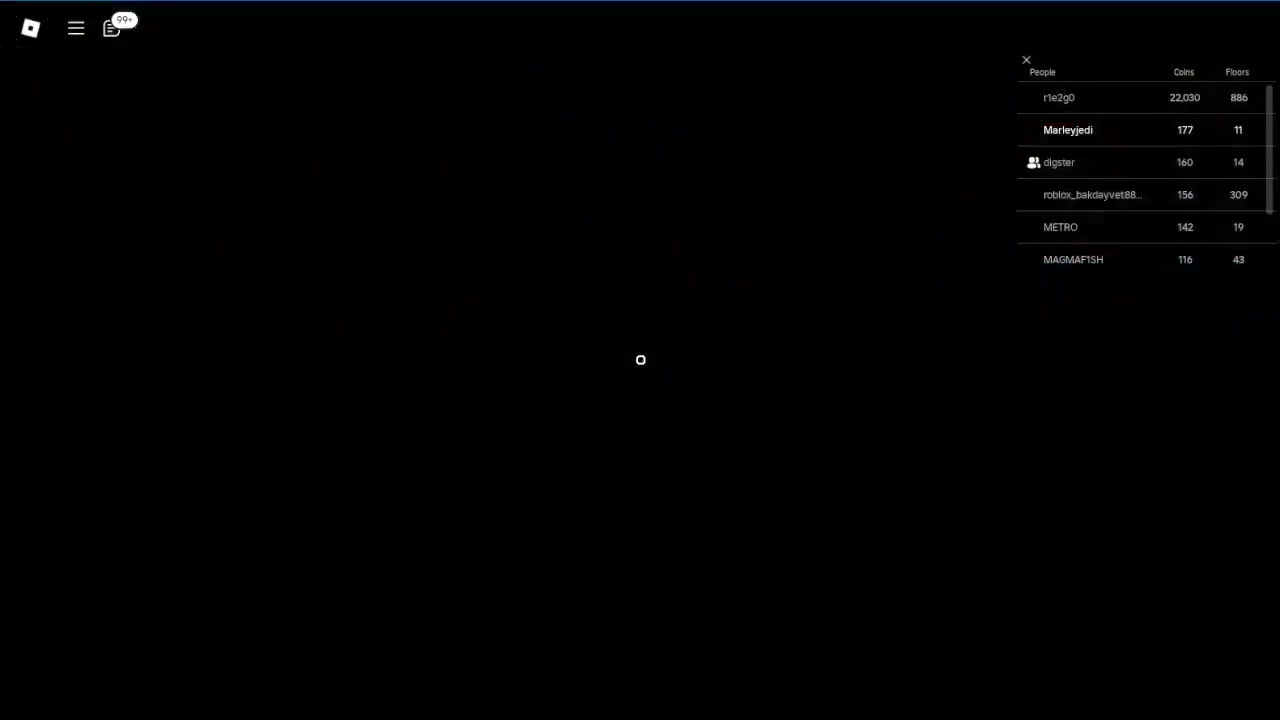 99+
People Coins Floors
r1e2g0 22,030 886
Marleyjedi 177 11
digster 160 14
roblox_bakdayvet88... 156 309
METRO 142 19
MAGMAF1SH 116 43